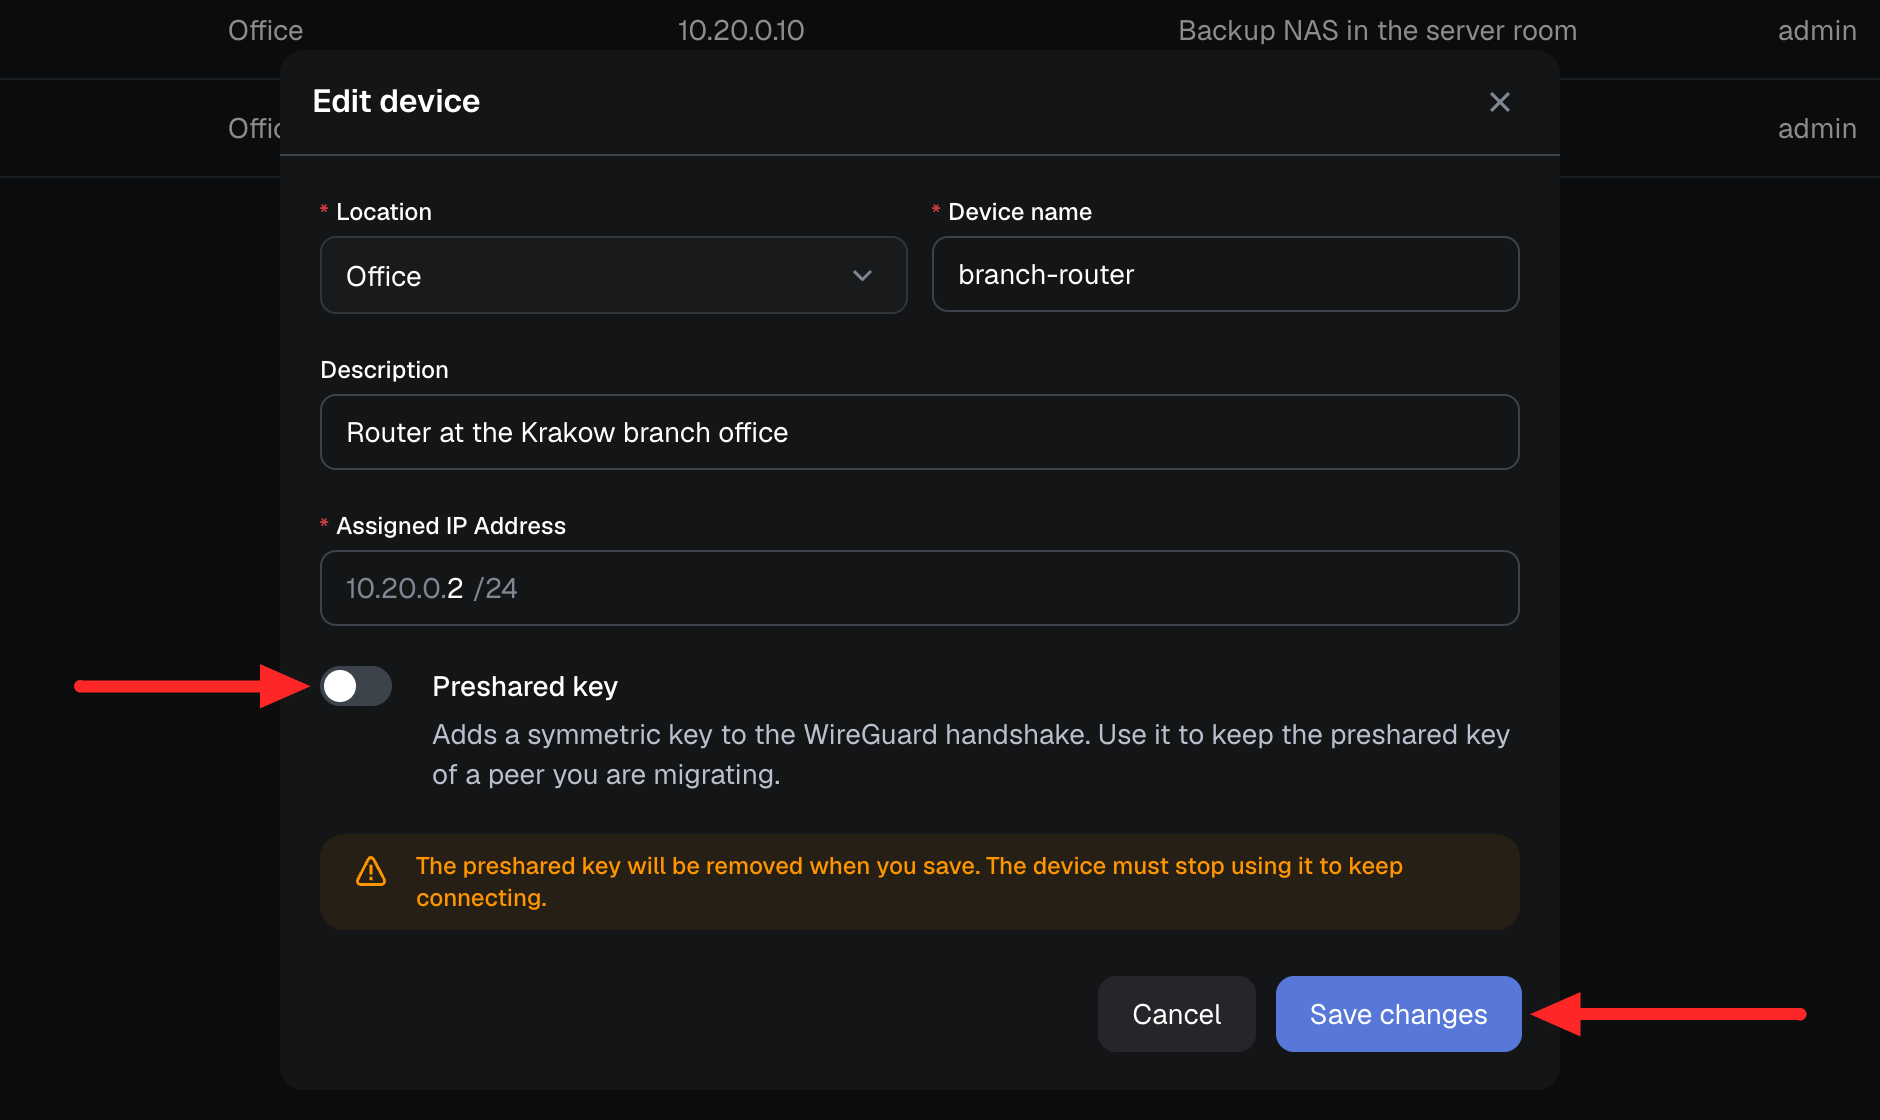 Office 10.20.0.10 Backup NAS in the server room admin
Offic admin
Edit device
* Location
Office
* Device name
branch-router
Description
Router at the Krakow branch office
* Assigned IP Address
10.20.0.2 /24
Preshared key
Adds a symmetric key to the WireGuard handshake. Use it to keep the preshared key
of a peer you are migrating.
The preshared key will be removed when you save. The device must stop using it to keep
connecting.
Cancel
Save changes